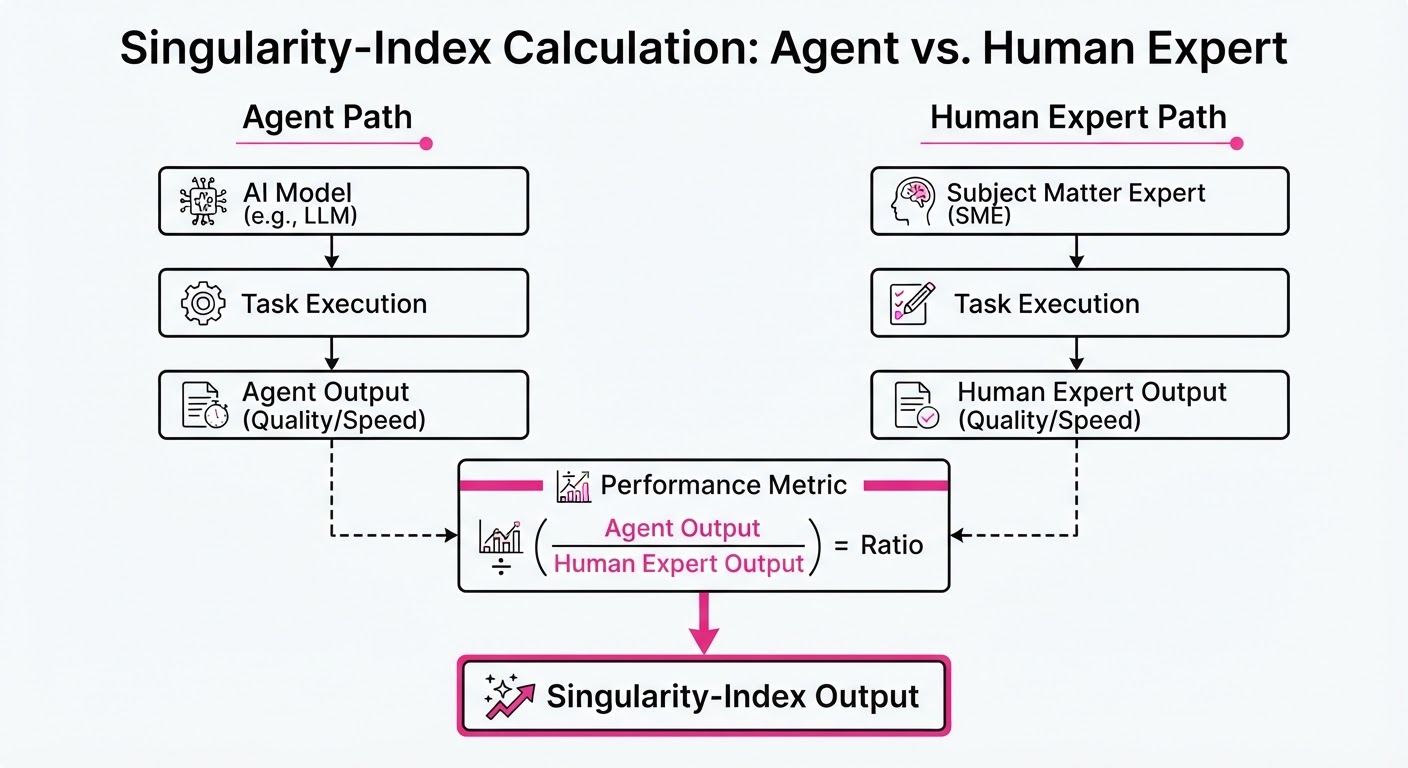 Singularity-Index Calculation: Agent vs. Human Expert
Agent Path
AI Model
(e.g., LLM)
Task Execution
Agent Output
(Quality/Speed)
Human Expert Path
Subject Matter Expert
(SME)
Task Execution
Human Expert Output
(Quality/Speed)
Performance Metric
÷ ( Agent Output
Human Expert Output ) = Ratio
Singularity-Index Output